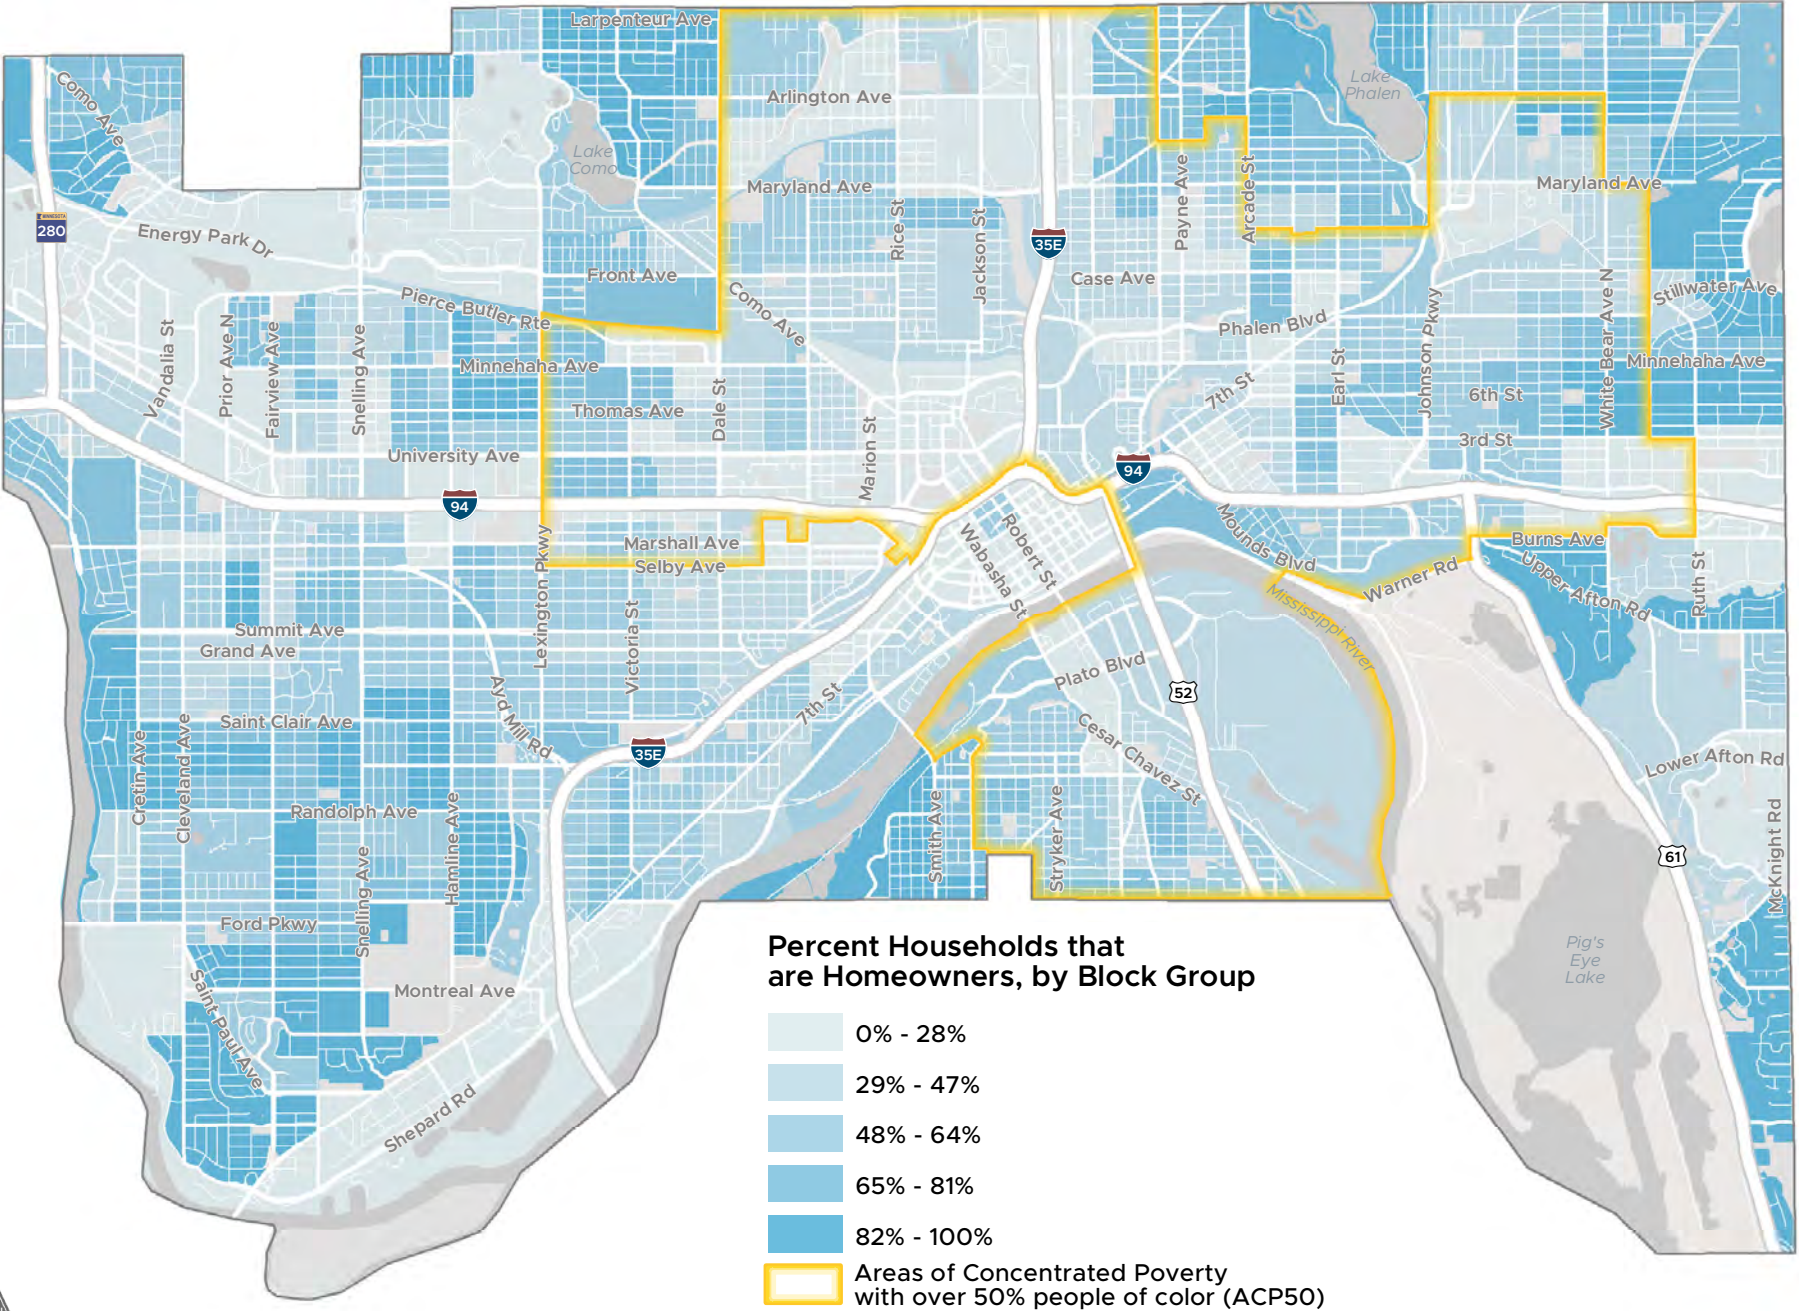 Larpenteur Ave
Como Ave
Arlington Ave
Lake
Phalen
Lake
Como
Maryland Ave
Maryland Ave
MINNESOTA
280
Energy Park Dr
Rice St
Jackson St
35E
Payne Ave
Arcade St
Front Ave
Case Ave
Pierce Butler Rte
Como Ave
Phalen Blvd
Stillwater Ave
Vandalia St
Prior Ave N
Fairview Ave
Snelling Ave
Minnehaha Ave
Minnehaha Ave
Thomas Ave
Dale St
Marion St
7th St
Earl St
Johnson Pkwy
6th St
White Bear Ave N
3rd St
University Ave
94
94
Marshall Ave
Selby Ave
Lexington Pkwy
Wabasha St
Robert St
Mounds Blvd
Burns Ave
Warner Rd
Upper Afton Rd
Ruth St
Mississippi River
Summit Ave
Grand Ave
Victoria St
Plato Blvd
52
Ayd Mill Rd
7th St
Saint Clair Ave
Cretin Ave
Cleveland Ave
35E
Cesar Chavez St
Lower Afton Rd
Randolph Ave
Hamline Ave
Smith Ave
Stryker Ave
61
McKnight Rd
Snelling Ave
Ford Pkwy
Saint Paul Ave
Montreal Ave
Shepard Rd
Pig's
Eye
Lake
Percent Households that
are Homeowners, by Block Group
0% - 28%
29% - 47%
48% - 64%
65% - 81%
82% - 100%
Areas of Concentrated Poverty
with over 50% people of color (ACP50)